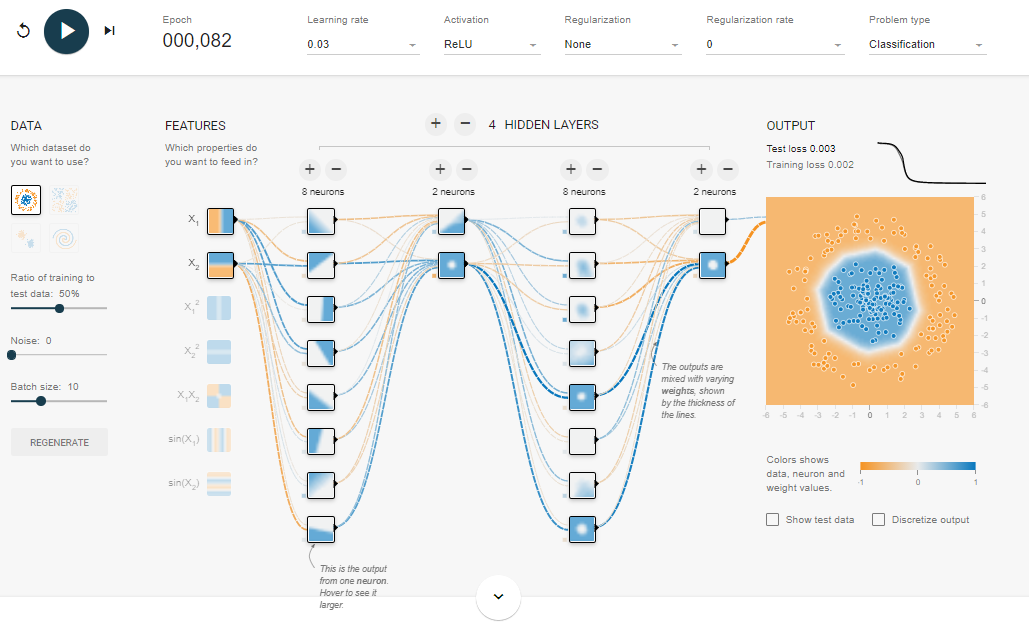 Epoch
000,082
Learning rate
0.03
Activation
ReLU
Regularization
None
Regularization rate
0
Problem type
Classification
DATA
Which dataset do
you want to use?
Ratio of training to
test data: 50%
Noise: 0
Batch size: 10
REGENERATE
FEATURES
Which properties do
you want to feed in?
X₁
X₂
X₁²
X₂²
X₁X₂
sin(X₁)
sin(X₂)
+ − 4 HIDDEN LAYERS
+ −
8 neurons
+ −
2 neurons
+ −
8 neurons
+ −
2 neurons
This is the output
from one neuron.
Hover to see it
larger.
The outputs are
mixed with varying
weights, shown
by the thickness of
the lines.
OUTPUT
Test loss 0.003
Training loss 0.002
6
5
4
3
2
1
0
-1
-2
-3
-4
-5
-6
-6 -5 -4 -3 -2 -1 0 1 2 3 4 5 6
Colors shows
data, neuron and
weight values.
-1 0 1
Show test data
Discretize output